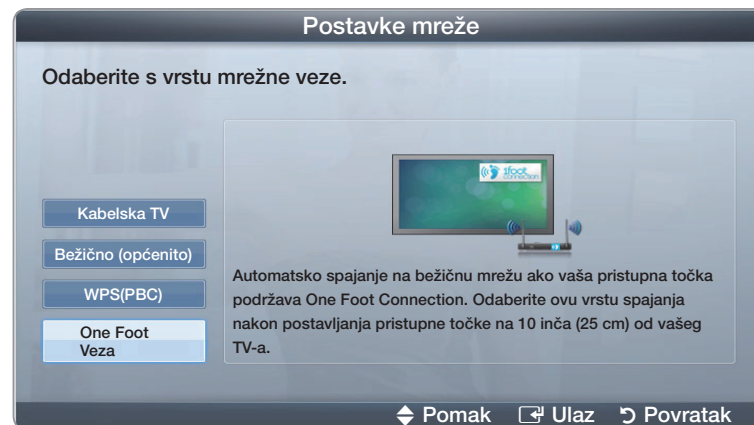 Postavke mreže
Odaberite s vrstu mrežne veze.
Kabelska TV
Bežično (općenito)
WPS(PBC)
One Foot
Veza
1foot
connection
Automatsko spajanje na bežičnu mrežu ako vaša pristupna točka
podržava One Foot Connection. Odaberite ovu vrstu spajanja
nakon postavljanja pristupne točke na 10 inča (25 cm) od vašeg
TV-a.
Pomak Ulaz Povratak